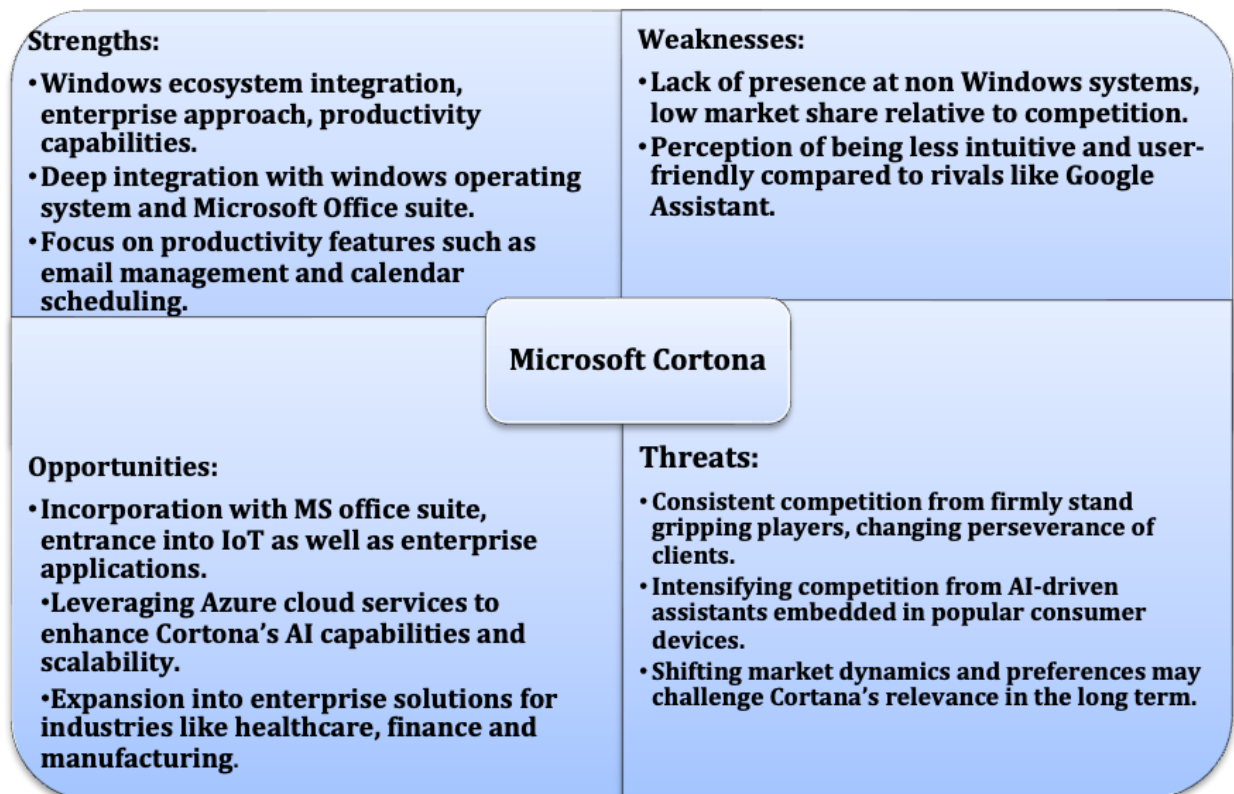 Strengths:
•Windows ecosystem integration,
enterprise approach, productivity
capabilities.
•Deep integration with windows operating
system and Microsoft Office suite.
•Focus on productivity features such as
email management and calendar
scheduling.
Weaknesses:
•Lack of presence at non Windows systems,
low market share relative to competition.
•Perception of being less intuitive and user-
friendly compared to rivals like Google
Assistant.
Microsoft Cortona
Opportunities:
•Incorporation with MS office suite,
entrance into IoT as well as enterprise
applications.
•Leveraging Azure cloud services to
enhance Cortona’s AI capabilities and
scalability.
•Expansion into enterprise solutions for
industries like healthcare, finance and
manufacturing.
Threats:
•Consistent competition from firmly stand
gripping players, changing perseverance of
clients.
•Intensifying competition from AI-driven
assistants embedded in popular consumer
devices.
•Shifting market dynamics and preferences may
challenge Cortana’s relevance in the long term.